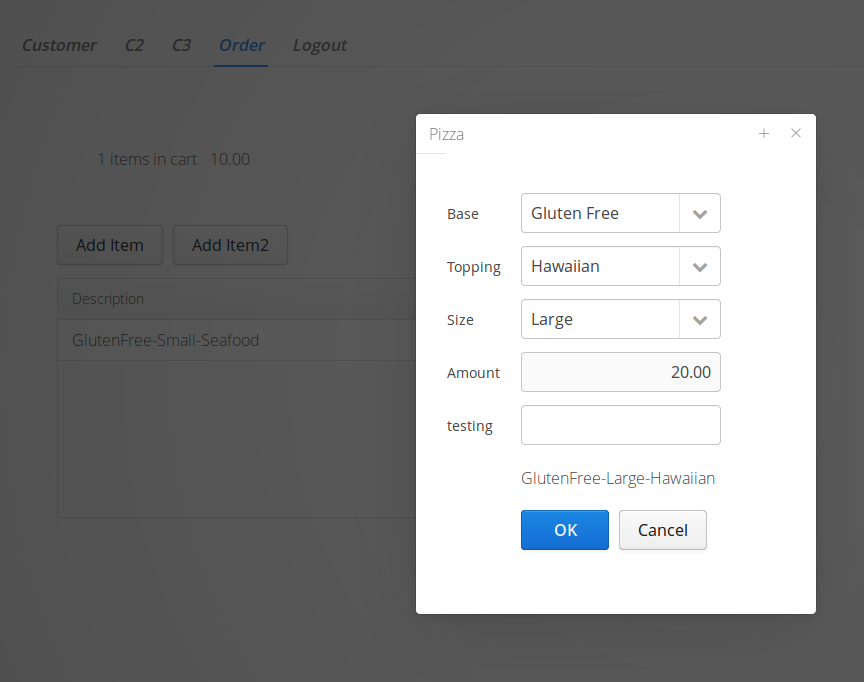 Customer C2 C3 Order Logout
1 items in cart 10.00
Add Item Add Item2
Description
GlutenFree-Small-Seafood
Pizza
Base Gluten Free
Topping Hawaiian
Size Large
Amount 20.00
testing
GlutenFree-Large-Hawaiian
OK Cancel